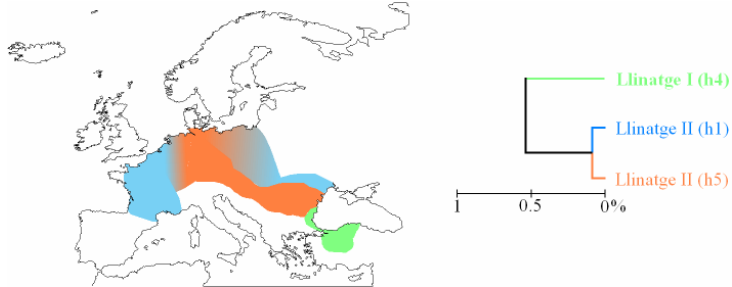 Llinatge I (h4)
Llinatge II (h1)
Llinatge II (h5)
1 0.5 0%